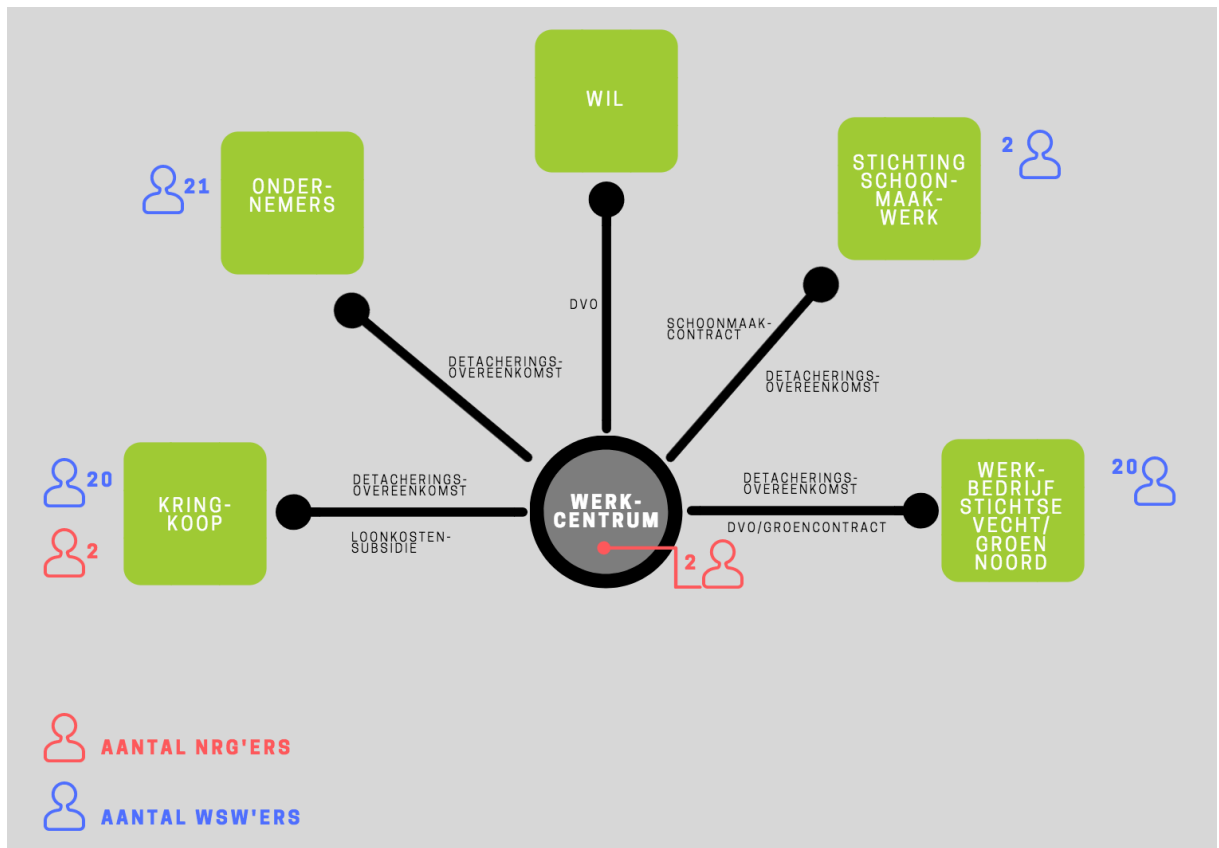 WIL
2
STICHTING
SCHOON-
MAAK-
WERK
21
ONDER-
NEMERS
DVO
SCHOONMAAK-
CONTRACT
DETACHERINGS-
OVEREENKOMST
DETACHERINGS-
OVEREENKOMST
20
2
KRING-
KOOP
DETACHERINGS-
OVEREENKOMST
LOONKOSTEN-
SUBSIDIE
WERK-
CENTRUM
2
DETACHERINGS-
OVEREENKOMST
DVO/GROENCONTRACT
WERK-
BEDRIJF
STICHTSE
VECHT/
GROEN
NOORD
20
AANTAL NRG'ERS
AANTAL WSW'ERS